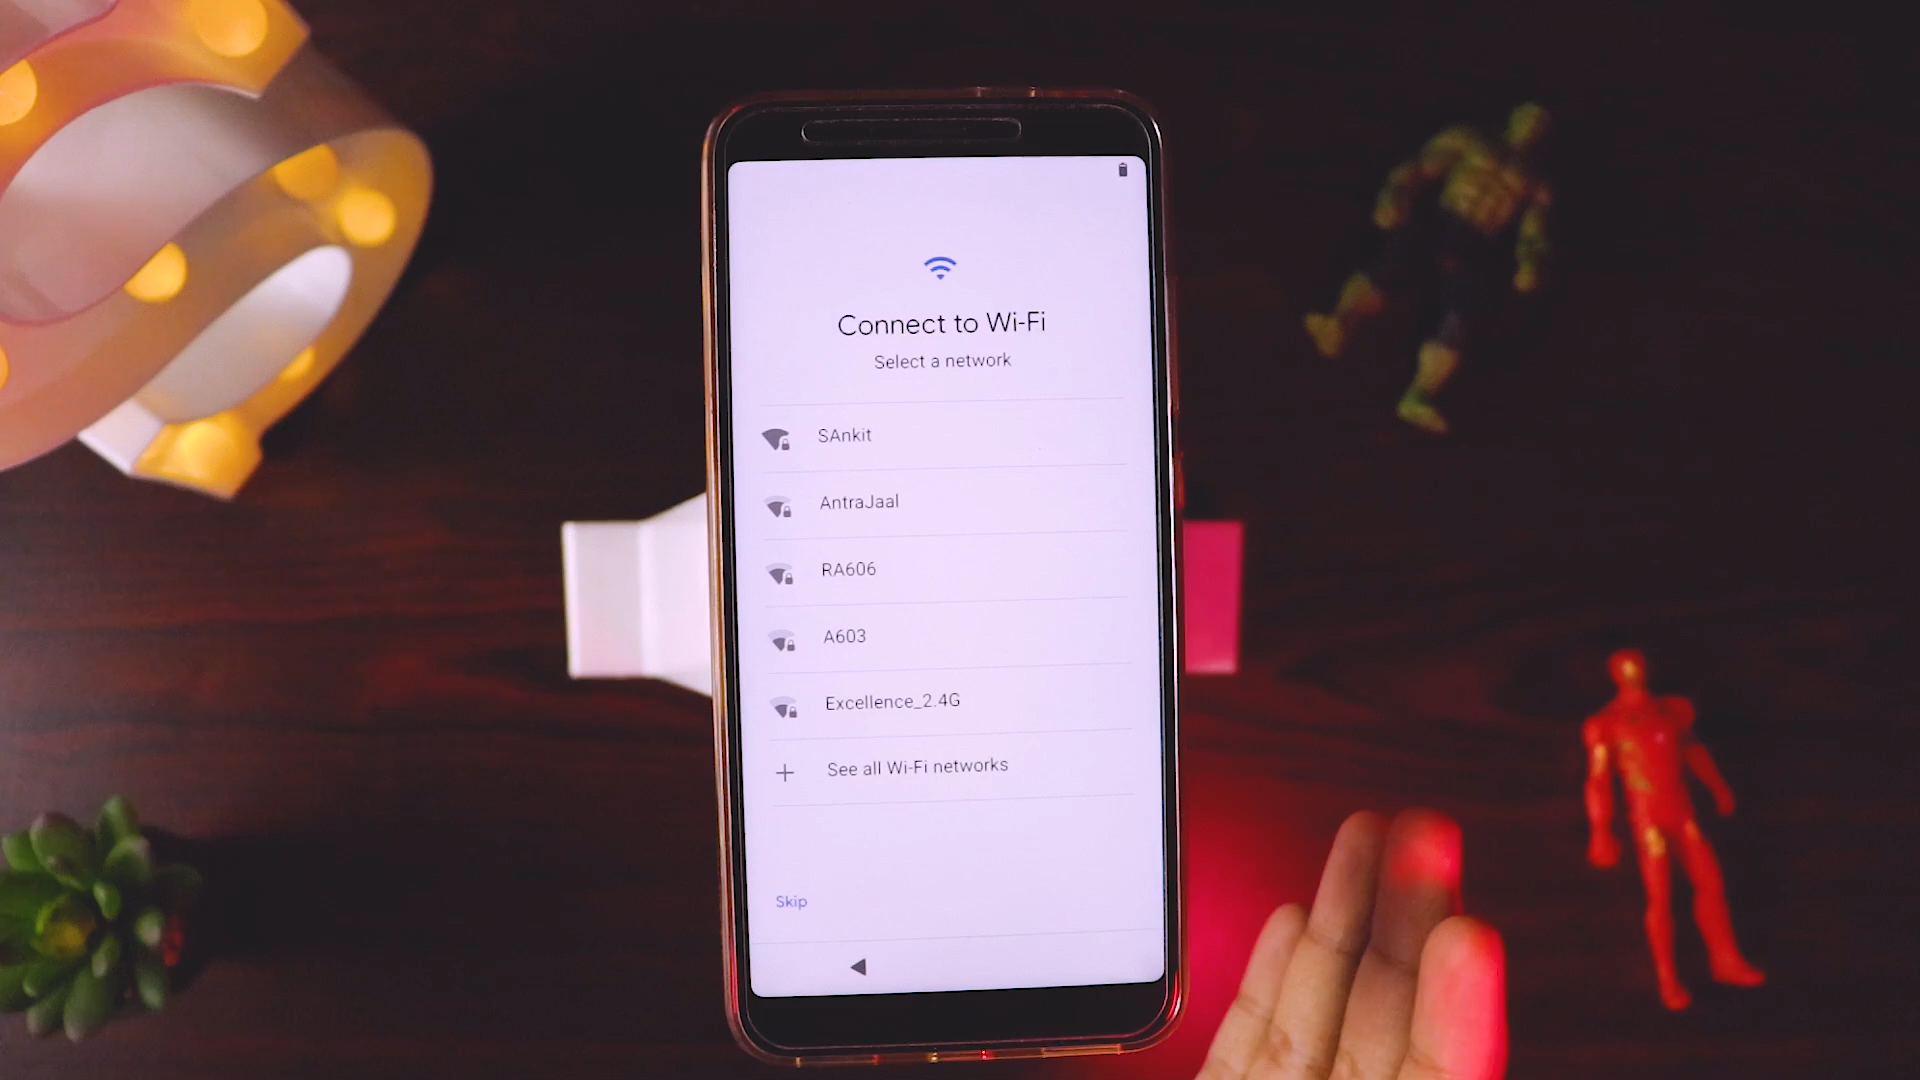 Connect to Wi-Fi
Select a network
SAnkit
AntraJaal
RA606
A603
Excellence_2.4G
See all Wi-Fi networks
Skip